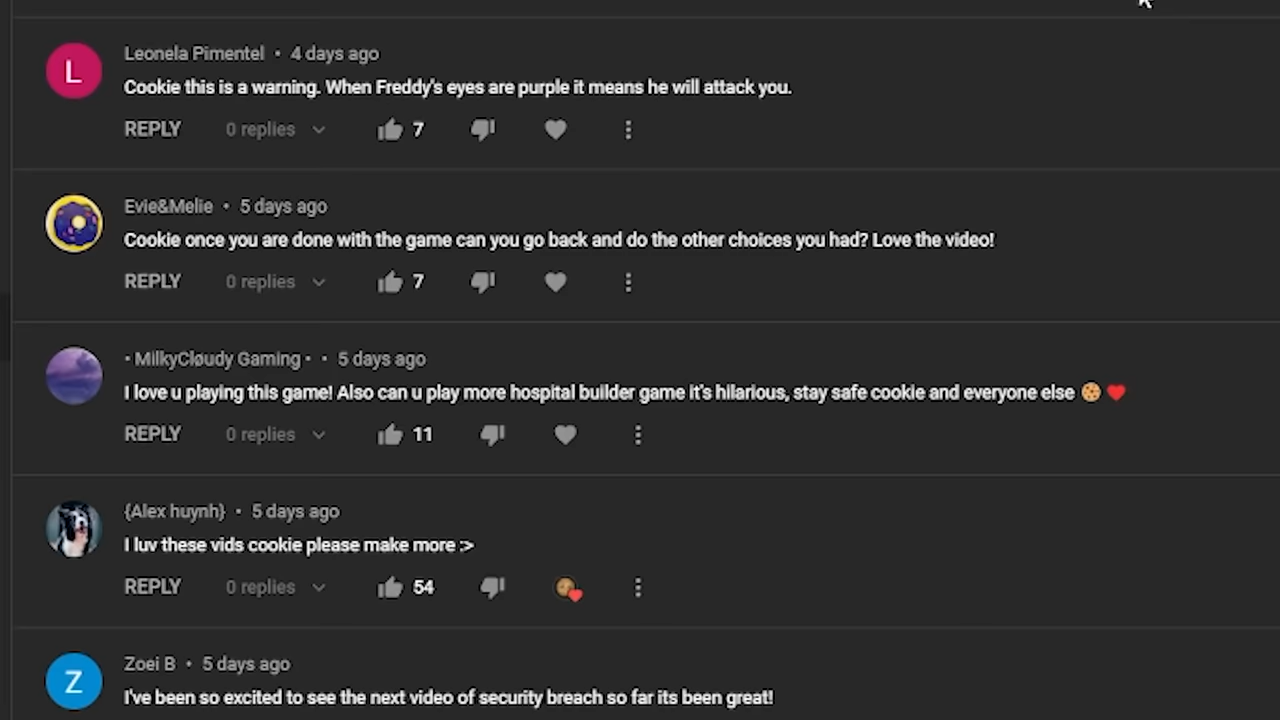 L
Leonela Pimentel • 4 days ago
Cookie this is a warning. When Freddy's eyes are purple it means he will attack you.
REPLY 0 replies 7
Evie&Melie • 5 days ago
Cookie once you are done with the game can you go back and do the other choices you had? Love the video!
REPLY 0 replies 7
• MilkyCløudy Gaming • • 5 days ago
I love u playing this game! Also can u play more hospital builder game it's hilarious, stay safe cookie and everyone else 🍪❤️
REPLY 0 replies 11
{Alex huynh} • 5 days ago
I luv these vids cookie please make more :>
REPLY 0 replies 54
Z
Zoei B • 5 days ago
I've been so excited to see the next video of security breach so far its been great!